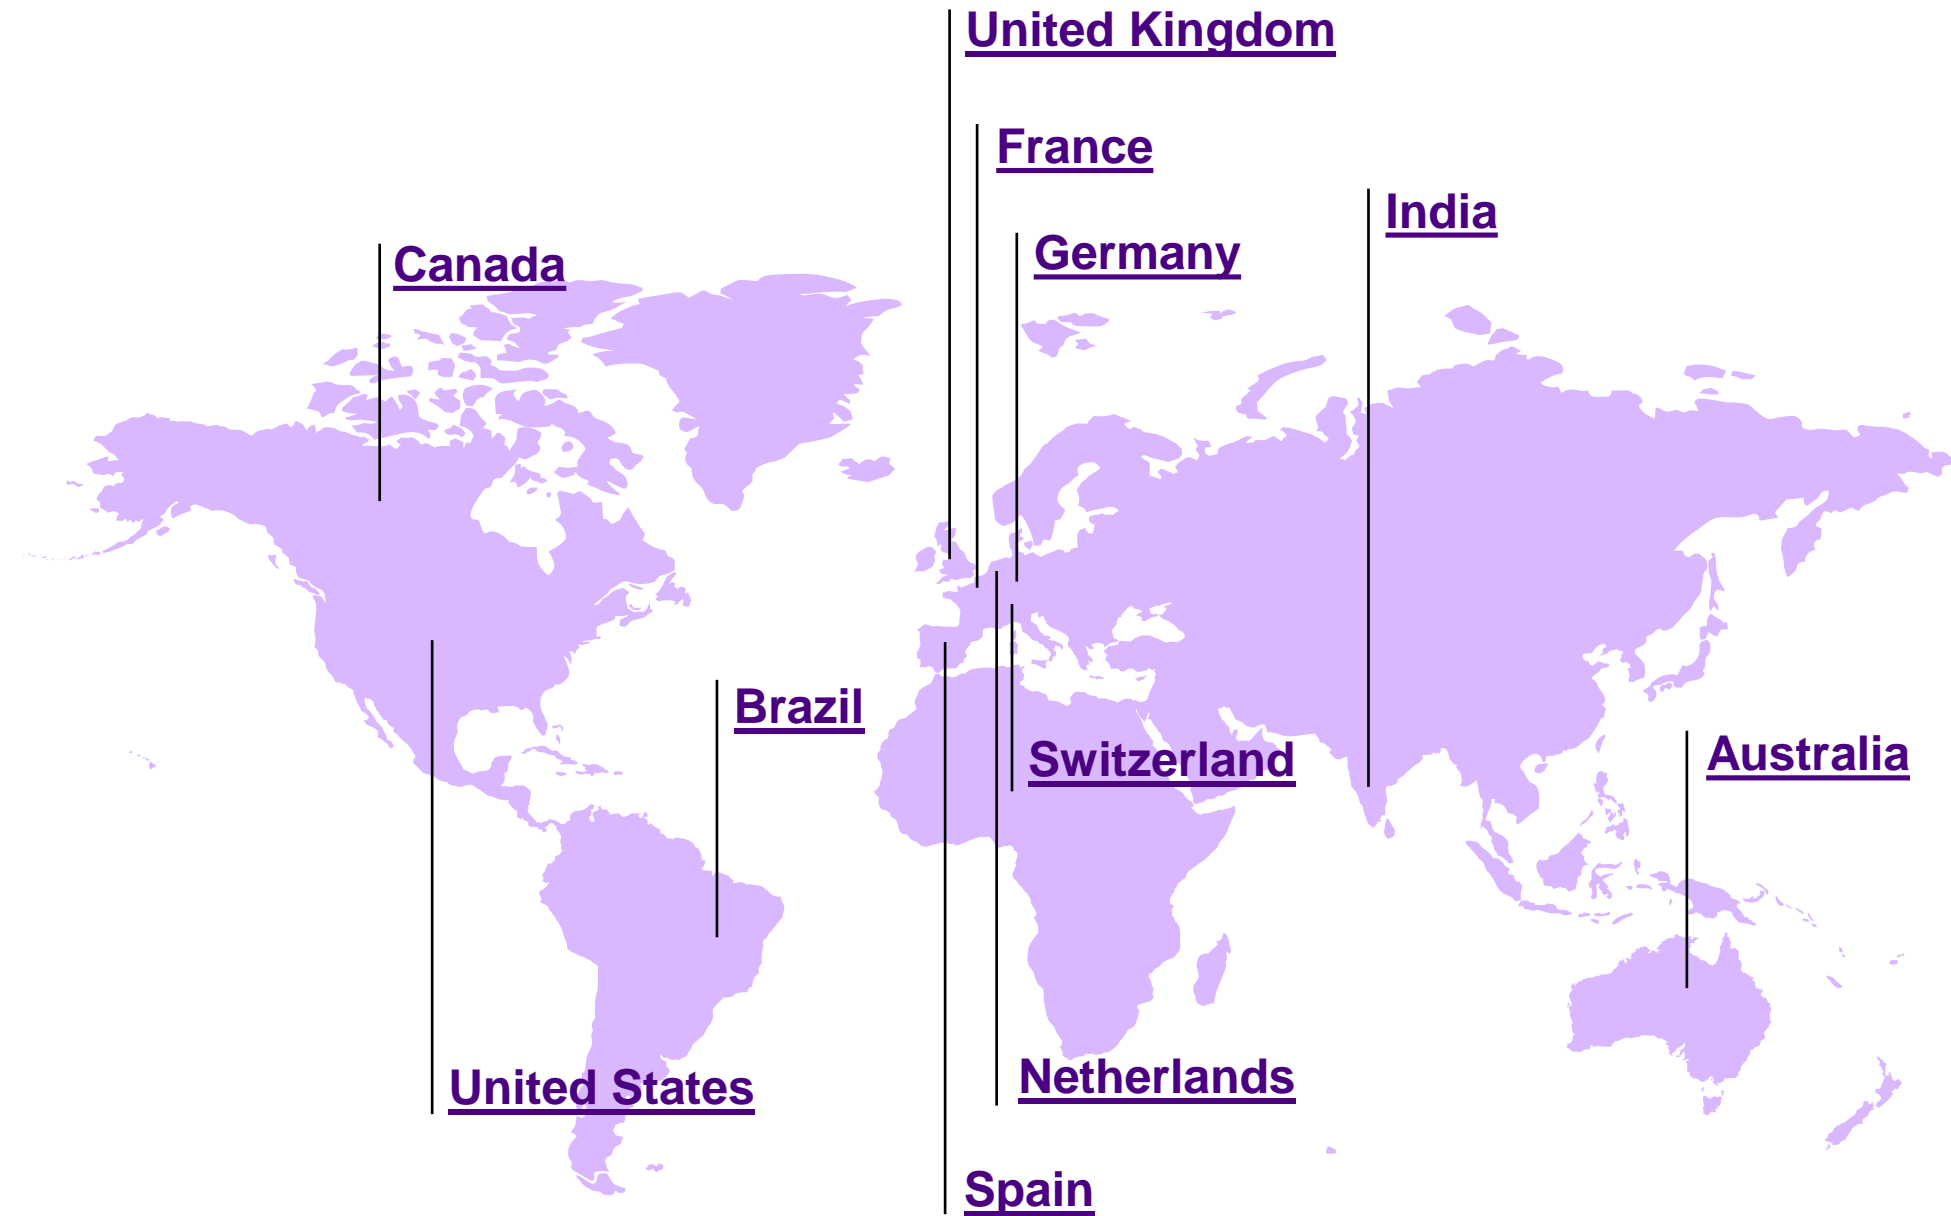 United Kingdom
France
India
Germany
Canada
Brazil
Switzerland
Australia
Netherlands
United States
Spain